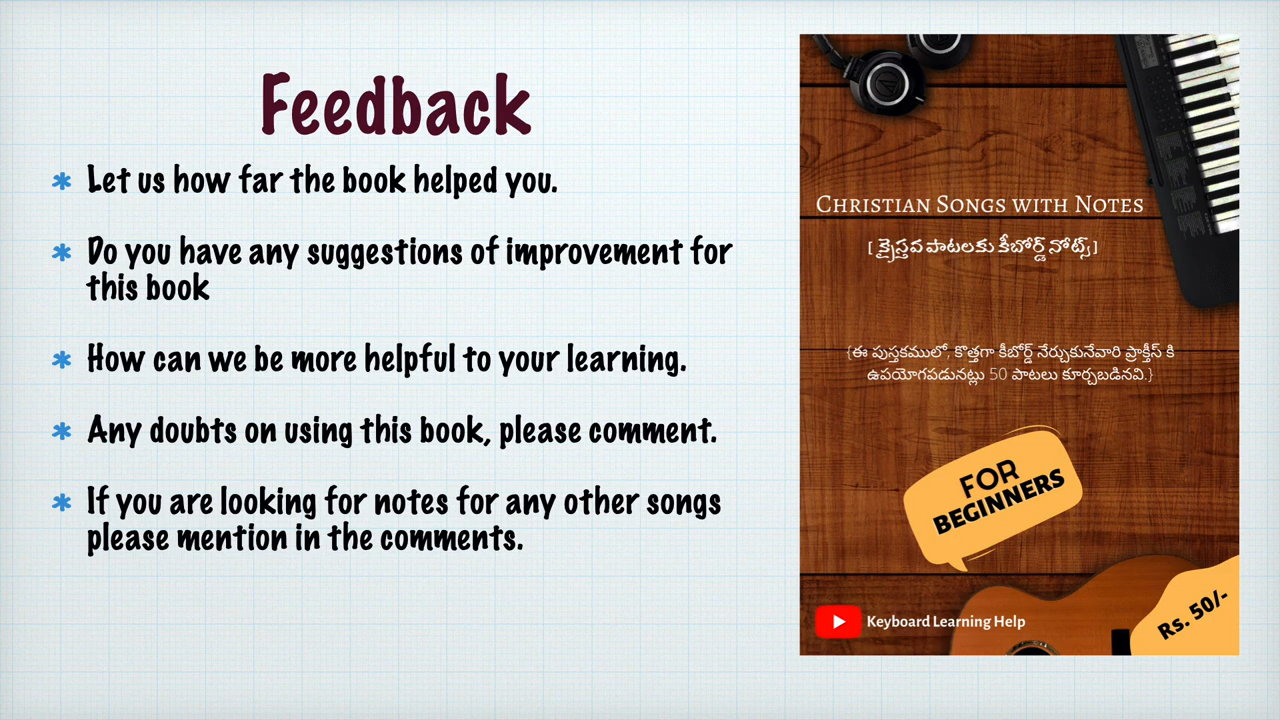 Feedback
Let us how far the book helped you.
Do you have any suggestions of improvement for
this book
How can we be more helpful to your learning.
Any doubts on using this book, please comment.
If you are looking for notes for any other songs
please mention in the comments.
Christian Songs with Notes
[ క్రైస్తవ పాటలకు కీబోర్డ్ నోట్స్ ]
{ఈ పుస్తకములో, కొత్తగా కీబోర్డ్ నేర్చుకునేవారి ప్రాక్టీస్ కి
ఉపయోగపడునట్లు 50 పాటలు కూర్చబడినవి.}
FOR
BEGINNERS
Keyboard Learning Help
Rs. 50/-